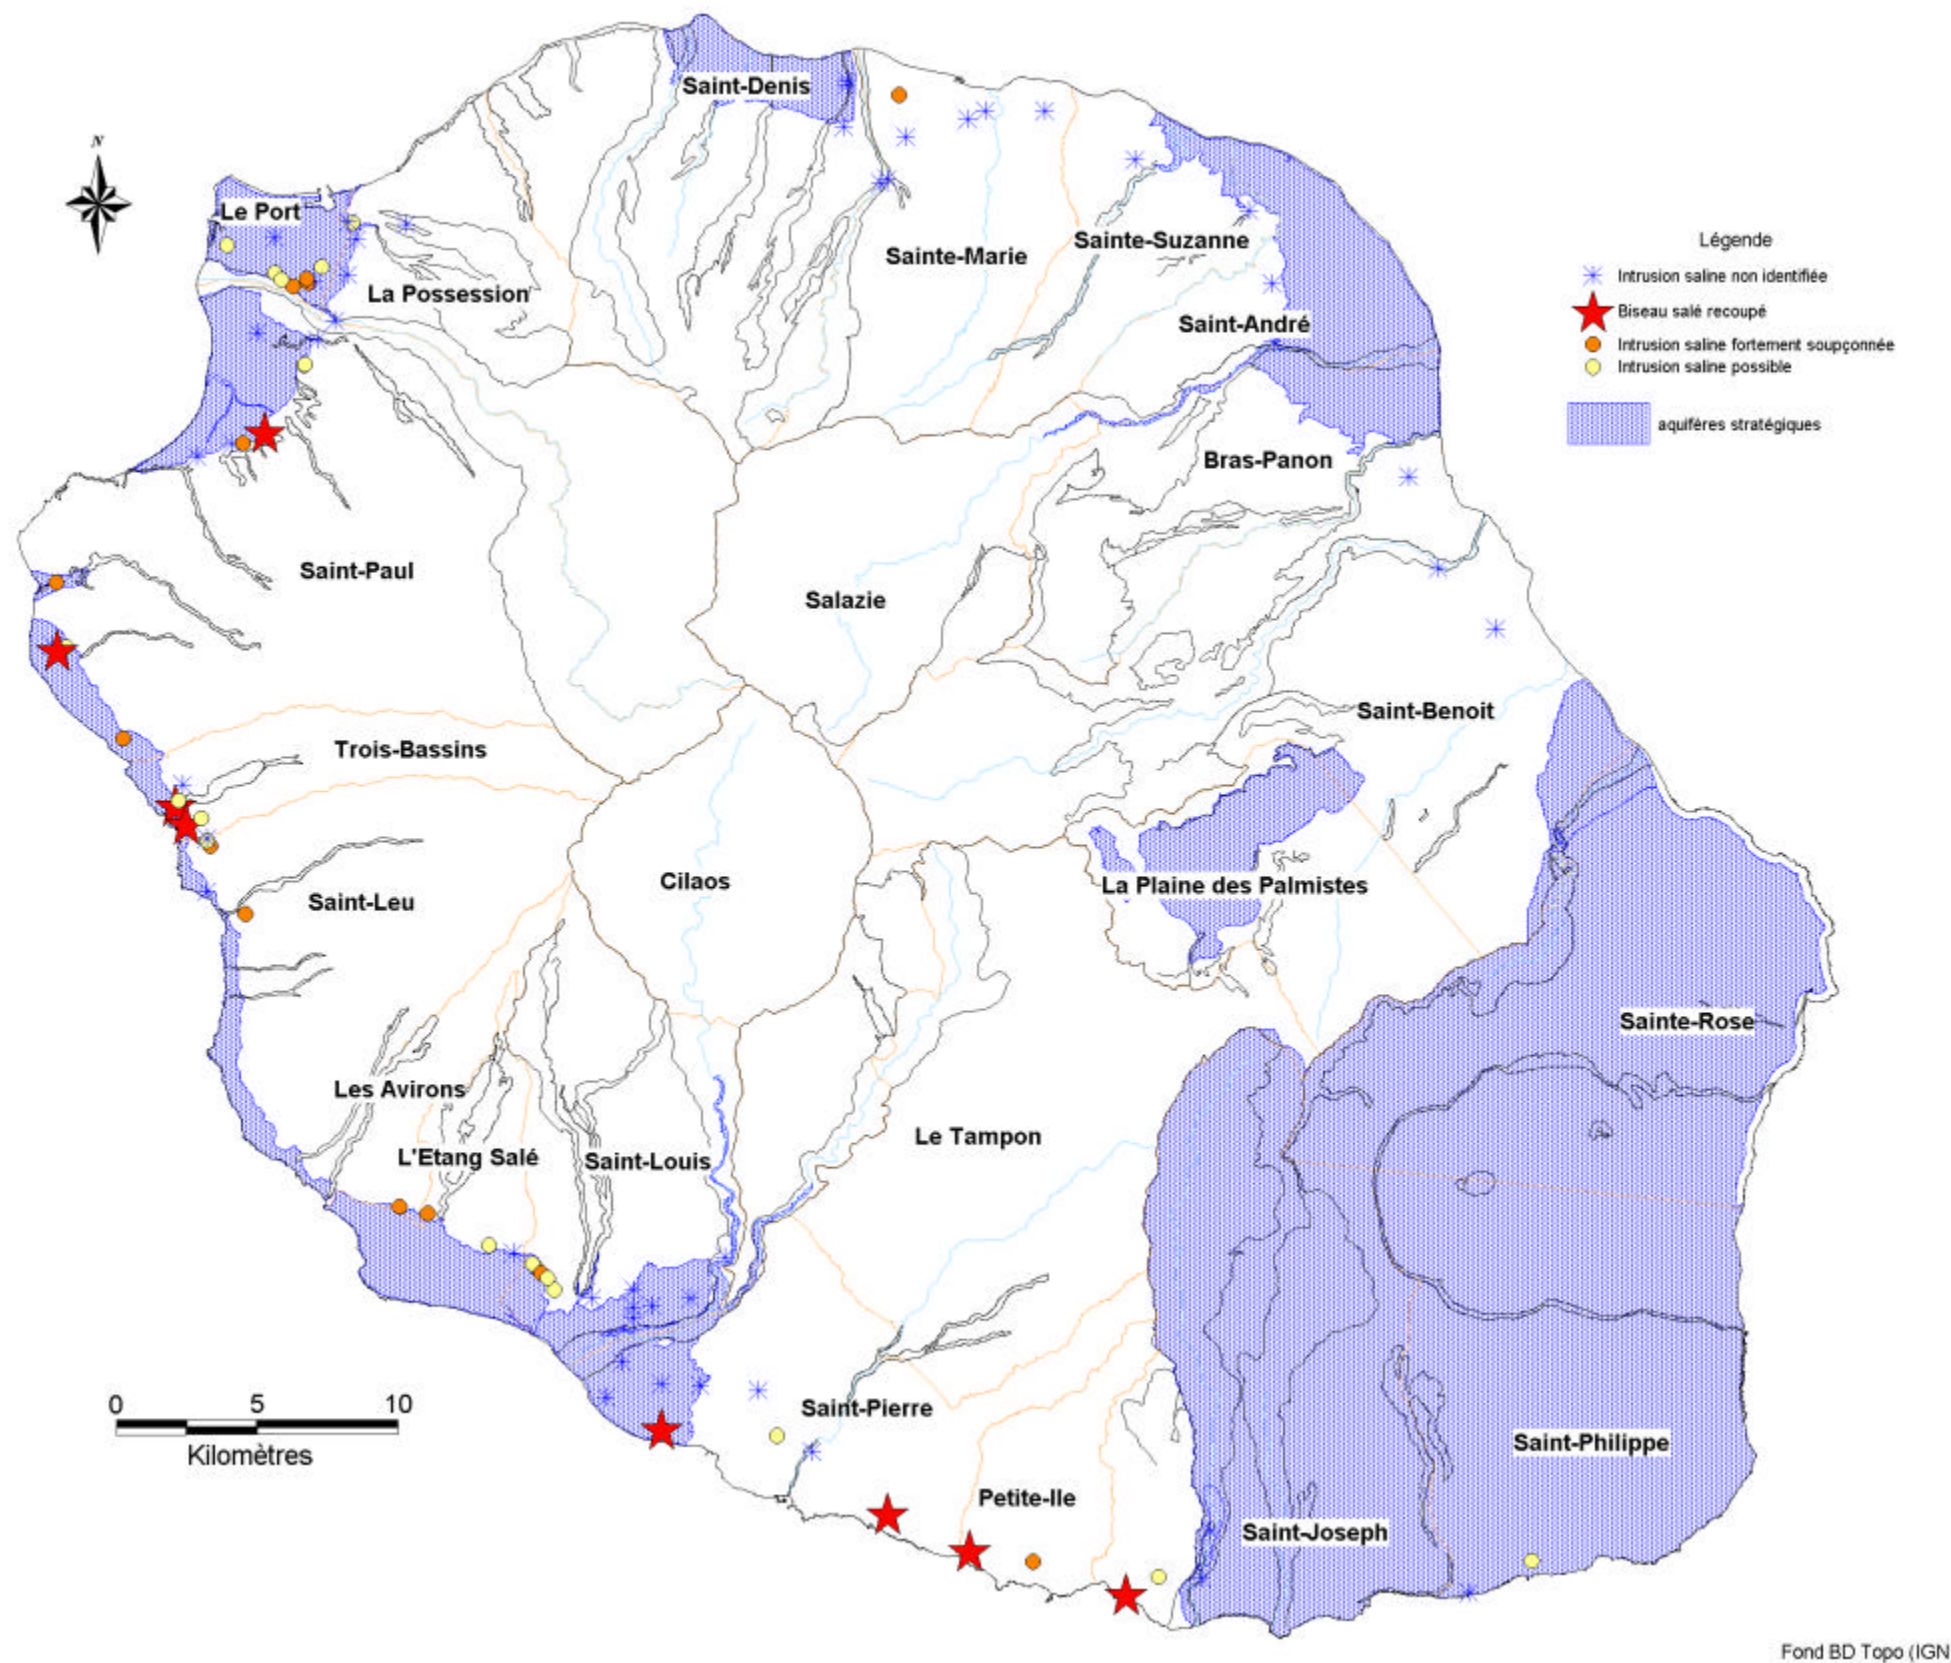 Saint-Denis
N
Le Port
La Possession
Sainte-Marie
Sainte-Suzanne
Saint-André
Légende
Intrusion saline non identifiée
Biseau salé recoupé
Intrusion saline fortement soupçonnée
Intrusion saline possible
aquifères stratégiques
Bras-Panon
Saint-Paul
Salazie
Saint-Benoit
Trois-Bassins
Cilaos
La Plaine des Palmistes
Saint-Leu
Sainte-Rose
Les Avirons
Le Tampon
L'Etang Salé
Saint-Louis
0 5 10
Kilomètres
Saint-Pierre
Saint-Philippe
Petite-Ile
Saint-Joseph
Fond BD Topo (IGN